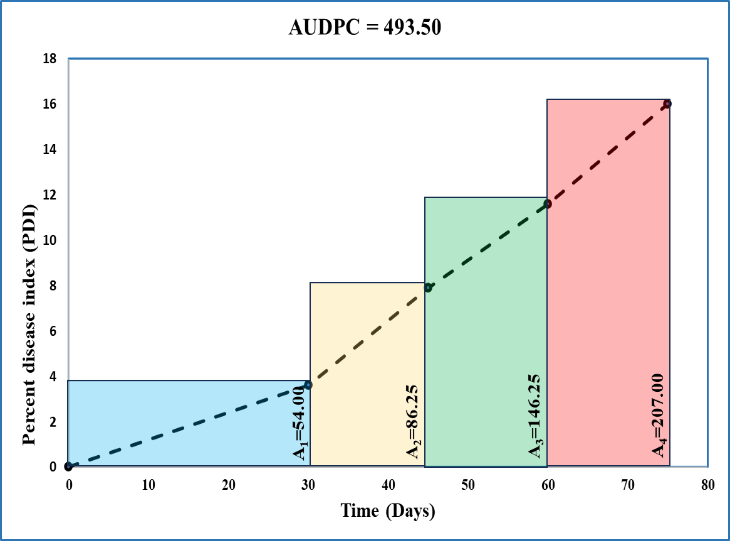 AUDPC = 493.50
18
16
14
12
10
8
6
4
2
0
Percent disease index (PDI)
A1=54.00
A2=86.25
A3=146.25
A4=207.00
0 10 20 30 40 50 60 70 80
Time (Days)